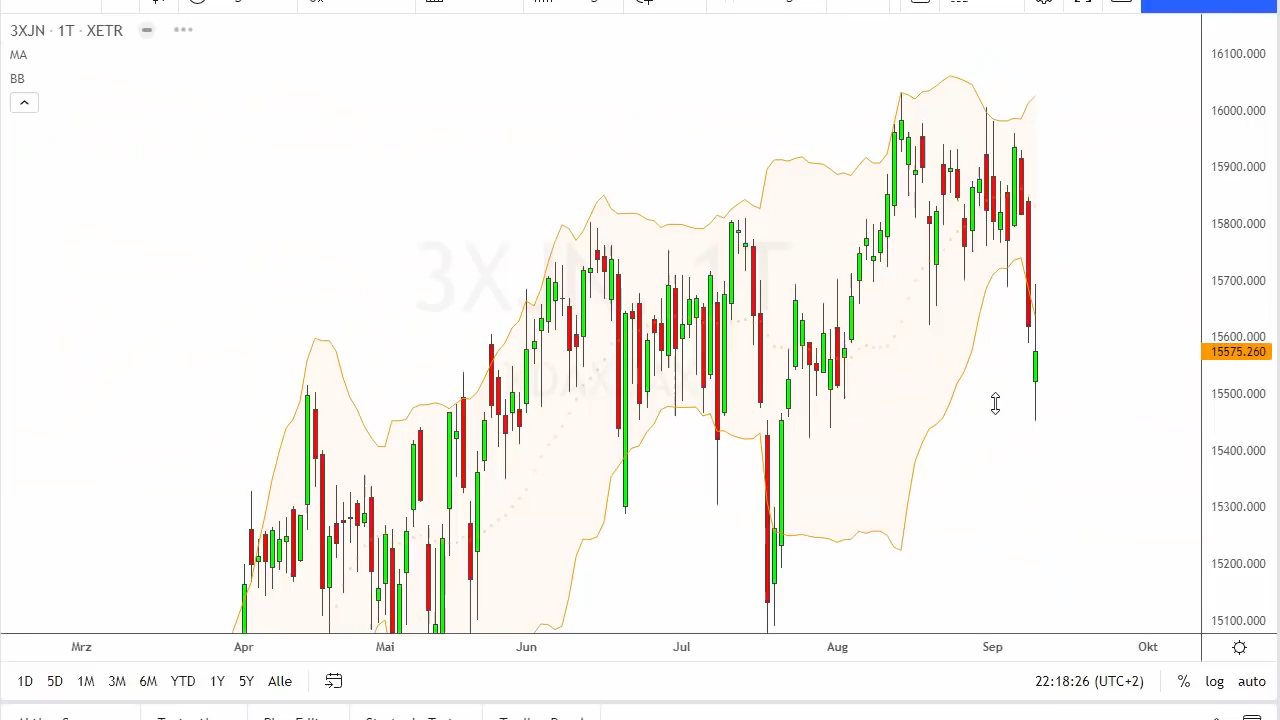 3XJN · 1T · XETR
MA
BB
16100.000
16000.000
15900.000
15800.000
15700.000
15600.000
15575.260
15500.000
15400.000
15300.000
15200.000
15100.000
3XJN, 1T
Mrz Apr Mai Jun Jul Aug Sep Okt
1D 5D 1M 3M 6M YTD 1Y 5Y Alle
22:18:26 (UTC+2) % log auto